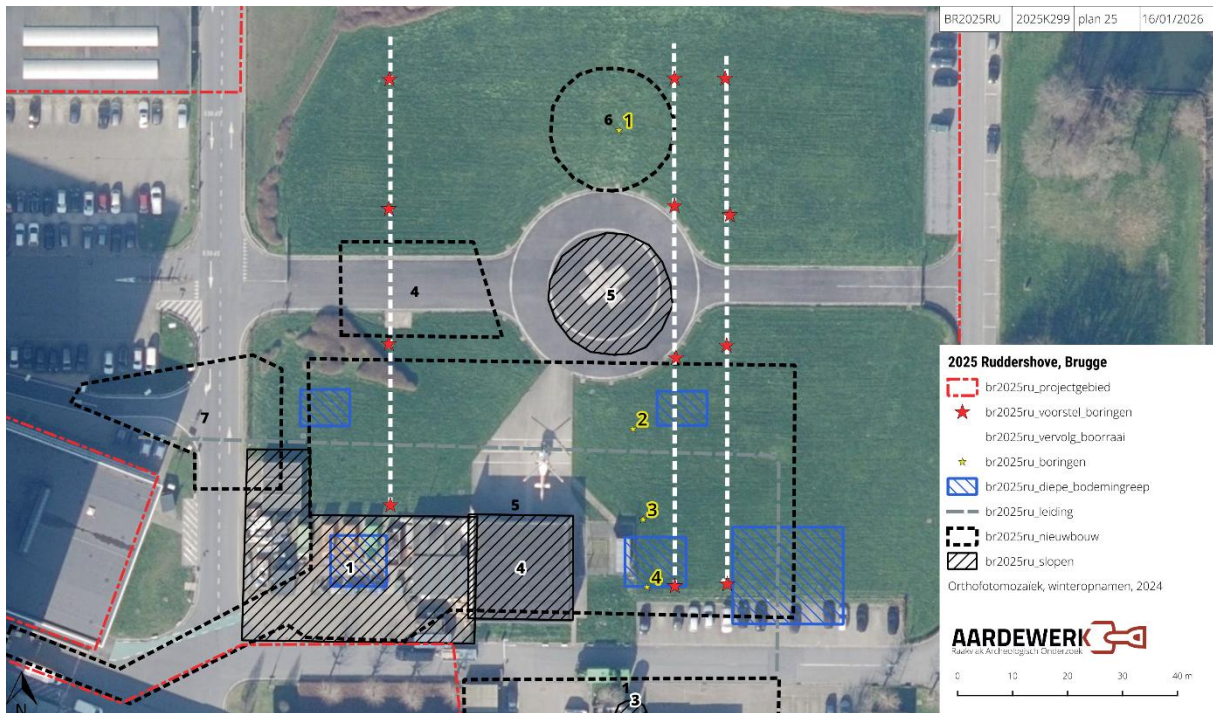 BR2025RU 2025K299 plan 25 16/01/2026
6 1
4
5
7
2
5
3
1
4
4
1
3
N
2025 Ruddershove, Brugge
br2025ru_projectgebied
br2025ru_voorstel_boringen
br2025ru_vervolg_boorraai
br2025ru_boringen
br2025ru_diepe_bodemingreep
br2025ru_leiding
br2025ru_nieuwbouw
br2025ru_slopen
Orthofotomozaïek, winteropnamen, 2024
AARDEWERK
Raakvlak Archeologisch Onderzoek
0 10 20 30 40 m